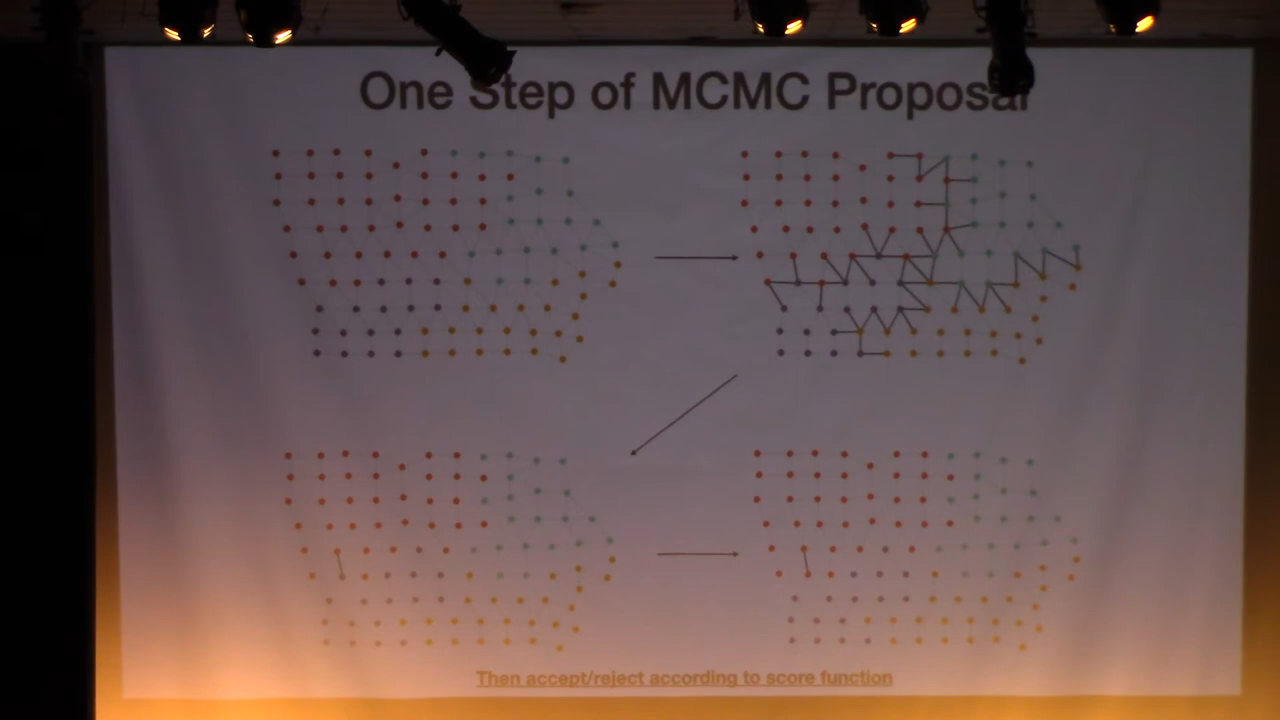 One Step of MCMC Proposal
Then accept/reject according to score function